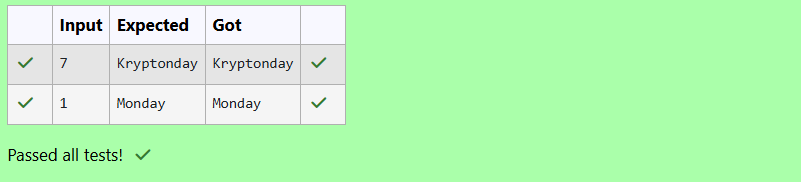 Input Expected Got
7 Kryptonday Kryptonday
1 Monday Monday
Passed all tests!